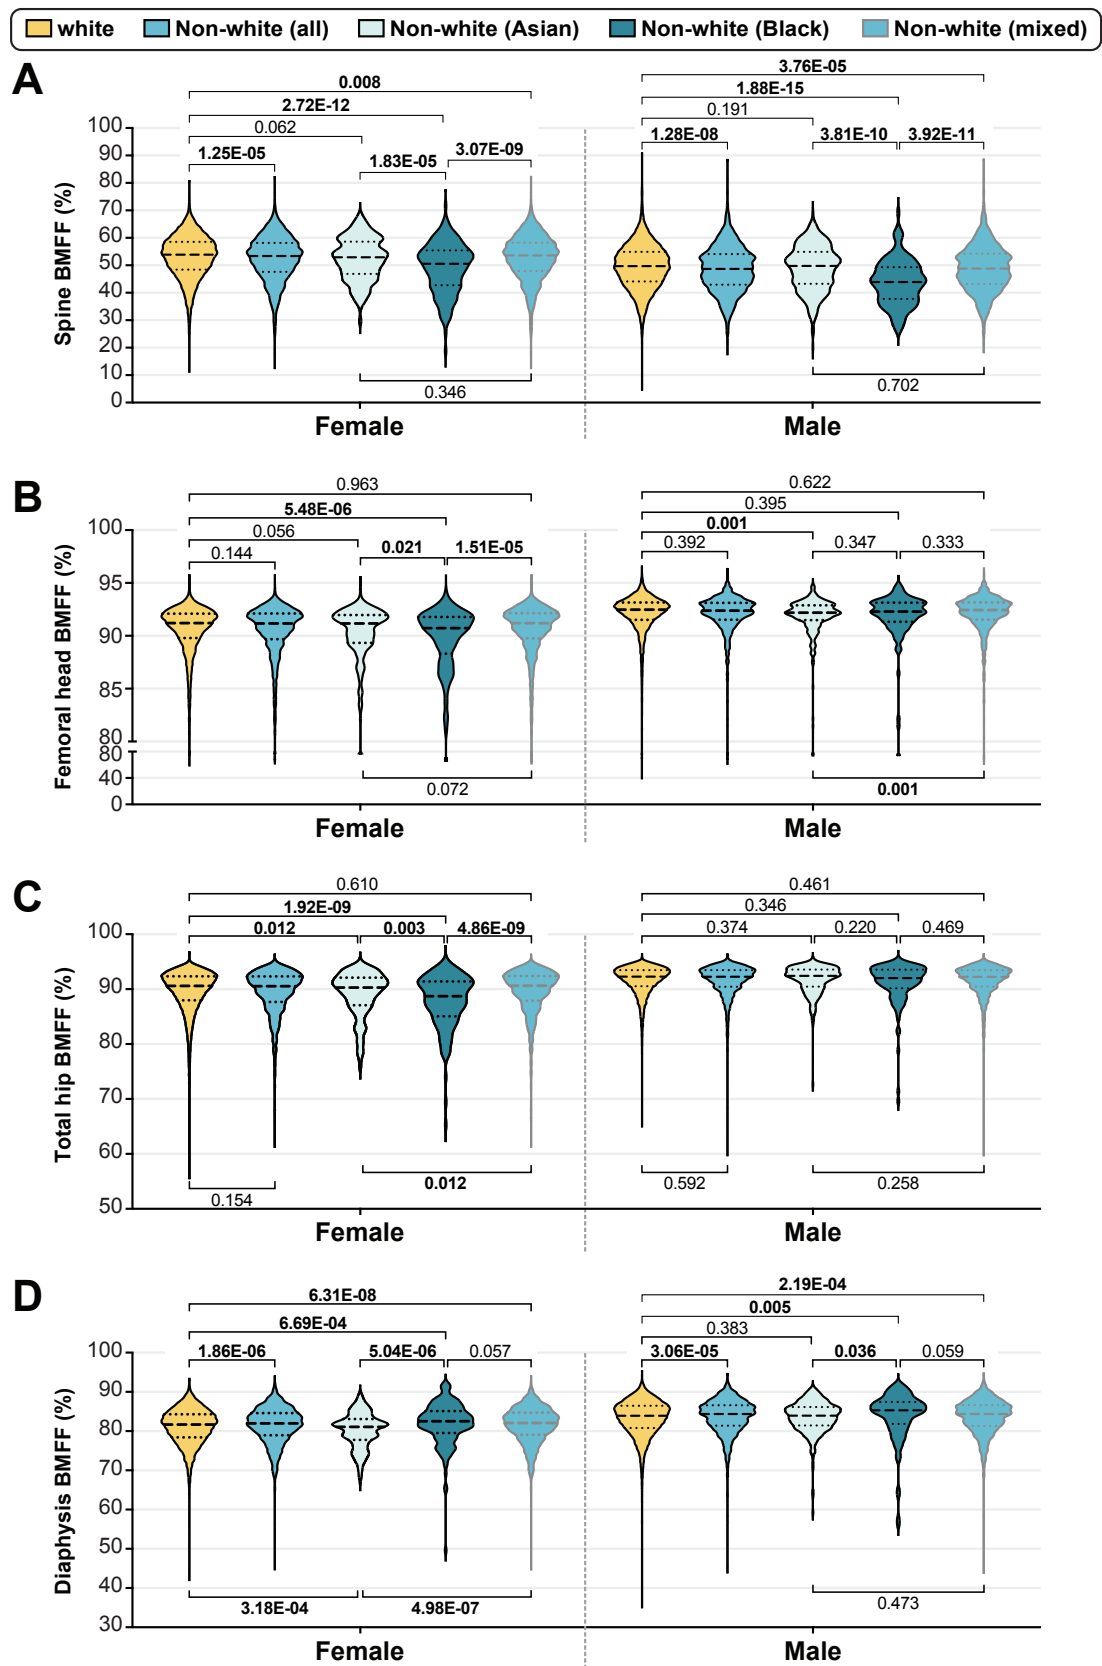 white Non-white (all) Non-white (Asian) Non-white (Black) Non-white (mixed)
A
3.76E-05
0.008 1.88E-15
2.72E-12 0.191
0.062 1.28E-08 3.81E-10 3.92E-11
1.25E-05 1.83E-05 3.07E-09
Spine BMFF (%)
100
90
80
70
60
50
40
30
20
10
0
0.346 0.702
Female Male
B
0.963 0.622
5.48E-06 0.395
0.056 0.001
0.144 0.021 1.51E-05 0.392 0.347 0.333
Femoral head BMFF (%)
100
95
90
85
80
80
40
0
0.072 0.001
Female Male
C
0.610 0.461
1.92E-09 0.346
0.012 0.003 4.86E-09 0.374 0.220 0.469
Total hip BMFF (%)
100
90
80
70
60
50
0.012 0.592 0.258
0.154
Female Male
D
2.19E-04
6.31E-08 0.005
6.69E-04 0.383
1.86E-06 5.04E-06 0.057 3.06E-05 0.036 0.059
Diaphysis BMFF (%)
100
90
80
70
60
50
40
30
3.18E-04 4.98E-07 0.473
Female Male